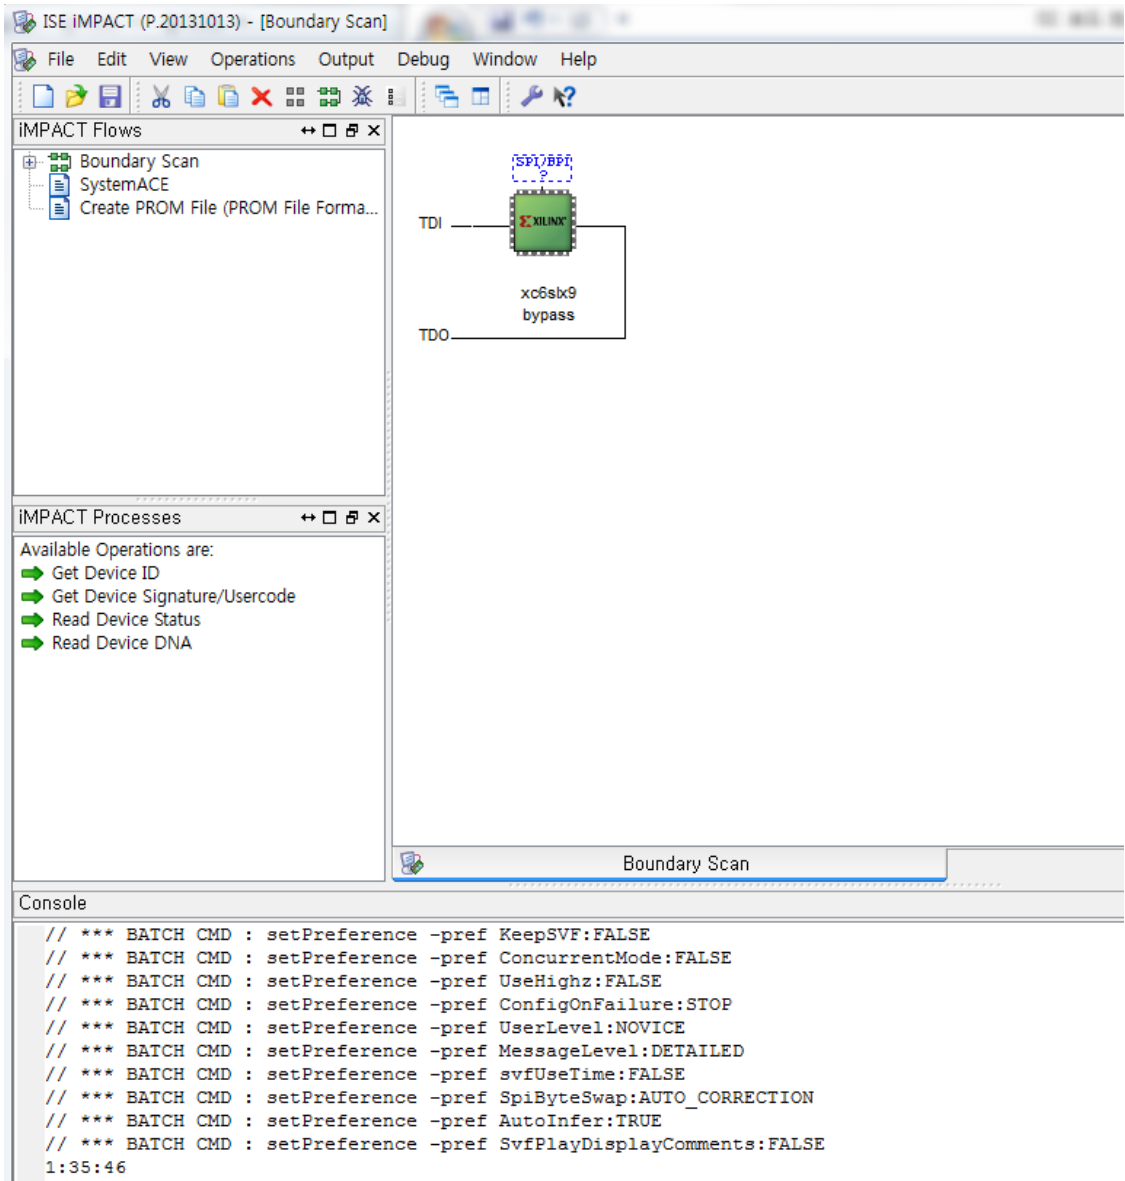 ISE iMPACT (P.20131013) - [Boundary Scan]
File Edit View Operations Output Debug Window Help
iMPACT Flows
Boundary Scan
SystemACE
Create PROM File (PROM File Forma...
SPI/BPI
?
TDI
XILINX
xc6slx9
bypass
TDO
iMPACT Processes
Available Operations are:
Get Device ID
Get Device Signature/Usercode
Read Device Status
Read Device DNA
Boundary Scan
Console
// *** BATCH CMD : setPreference -pref KeepSVF:FALSE
// *** BATCH CMD : setPreference -pref ConcurrentMode:FALSE
// *** BATCH CMD : setPreference -pref UseHighz:FALSE
// *** BATCH CMD : setPreference -pref ConfigOnFailure:STOP
// *** BATCH CMD : setPreference -pref UserLevel:NOVICE
// *** BATCH CMD : setPreference -pref MessageLevel:DETAILED
// *** BATCH CMD : setPreference -pref svfUseTime:FALSE
// *** BATCH CMD : setPreference -pref SpiByteSwap:AUTO_CORRECTION
// *** BATCH CMD : setPreference -pref AutoInfer:TRUE
// *** BATCH CMD : setPreference -pref SvfPlayDisplayComments:FALSE
1:35:46